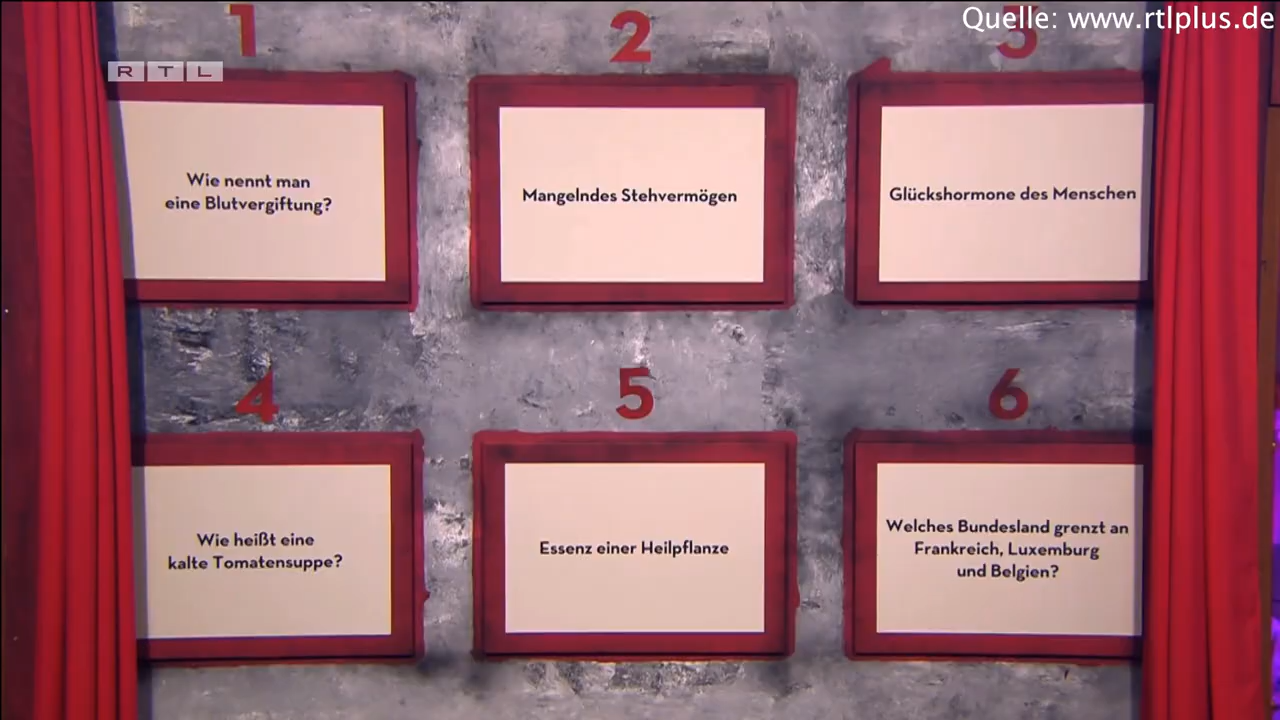 Quelle: www.rtlplus.de
1
2
3
RTL
Wie nennt man
eine Blutvergiftung?
Mangelndes Stehvermögen
Glückshormone des Menschen
4
5
6
Wie heißt eine
kalte Tomatensuppe?
Essenz einer Heilpflanze
Welches Bundesland grenzt an
Frankreich, Luxemburg
und Belgien?